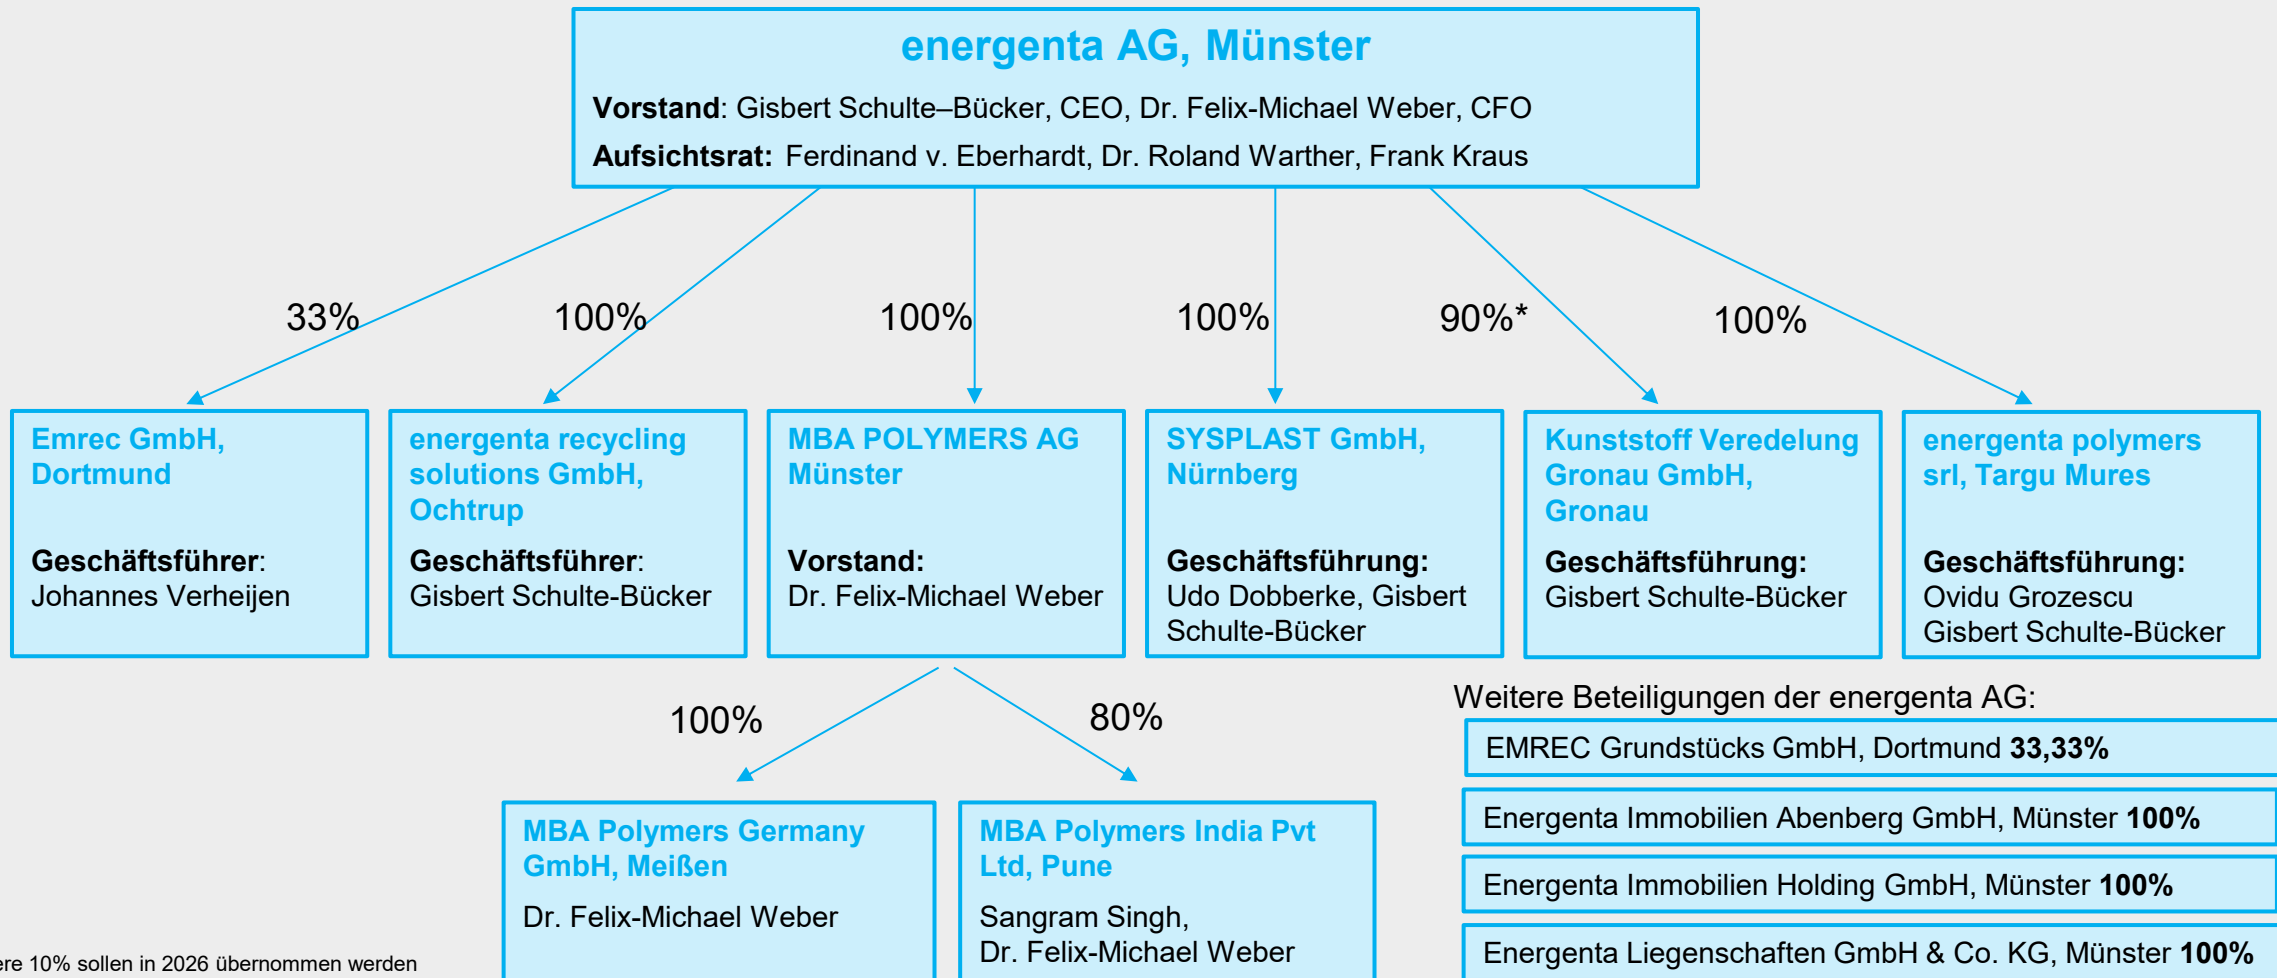 energenta AG, Münster
Vorstand: Gisbert Schulte–Bücker, CEO, Dr. Felix-Michael Weber, CFO
Aufsichtsrat: Ferdinand v. Eberhardt, Dr. Roland Warther, Frank Kraus
33%
100%
100%
100%
90%*
100%
Emrec GmbH,
Dortmund
Geschäftsführer:
Johannes Verheijen
energenta recycling
solutions GmbH,
Ochtrup
Geschäftsführer:
Gisbert Schulte-Bücker
MBA POLYMERS AG
Münster
Vorstand:
Dr. Felix-Michael Weber
SYSPLAST GmbH,
Nürnberg
Geschäftsführung:
Udo Dobberke, Gisbert
Schulte-Bücker
Kunststoff Veredelung
Gronau GmbH,
Gronau
Geschäftsführung:
Gisbert Schulte-Bücker
energenta polymers
srl, Targu Mures
Geschäftsführung:
Ovidu Grozescu
Gisbert Schulte-Bücker
100%
80%
MBA Polymers Germany
GmbH, Meißen
Dr. Felix-Michael Weber
MBA Polymers India Pvt
Ltd, Pune
Sangram Singh,
Dr. Felix-Michael Weber
Weitere Beteiligungen der energenta AG:
EMREC Grundstücks GmbH, Dortmund 33,33%
Energenta Immobilien Abenberg GmbH, Münster 100%
Energenta Immobilien Holding GmbH, Münster 100%
Energenta Liegenschaften GmbH & Co. KG, Münster 100%
ere 10% sollen in 2026 übernommen werden